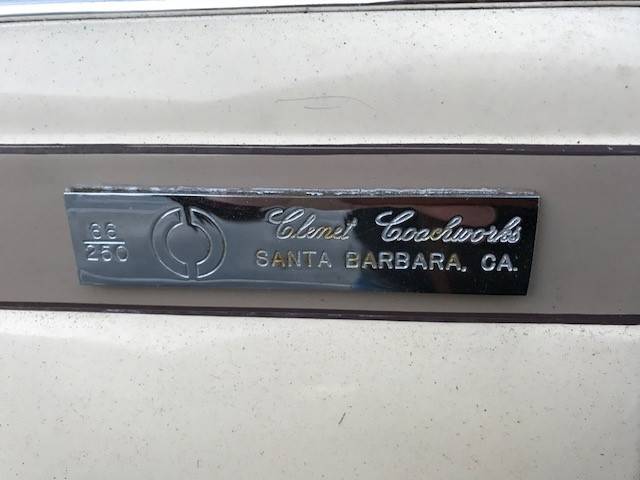 66
250
Clenet Coachworks
SANTA BARBARA, CA.